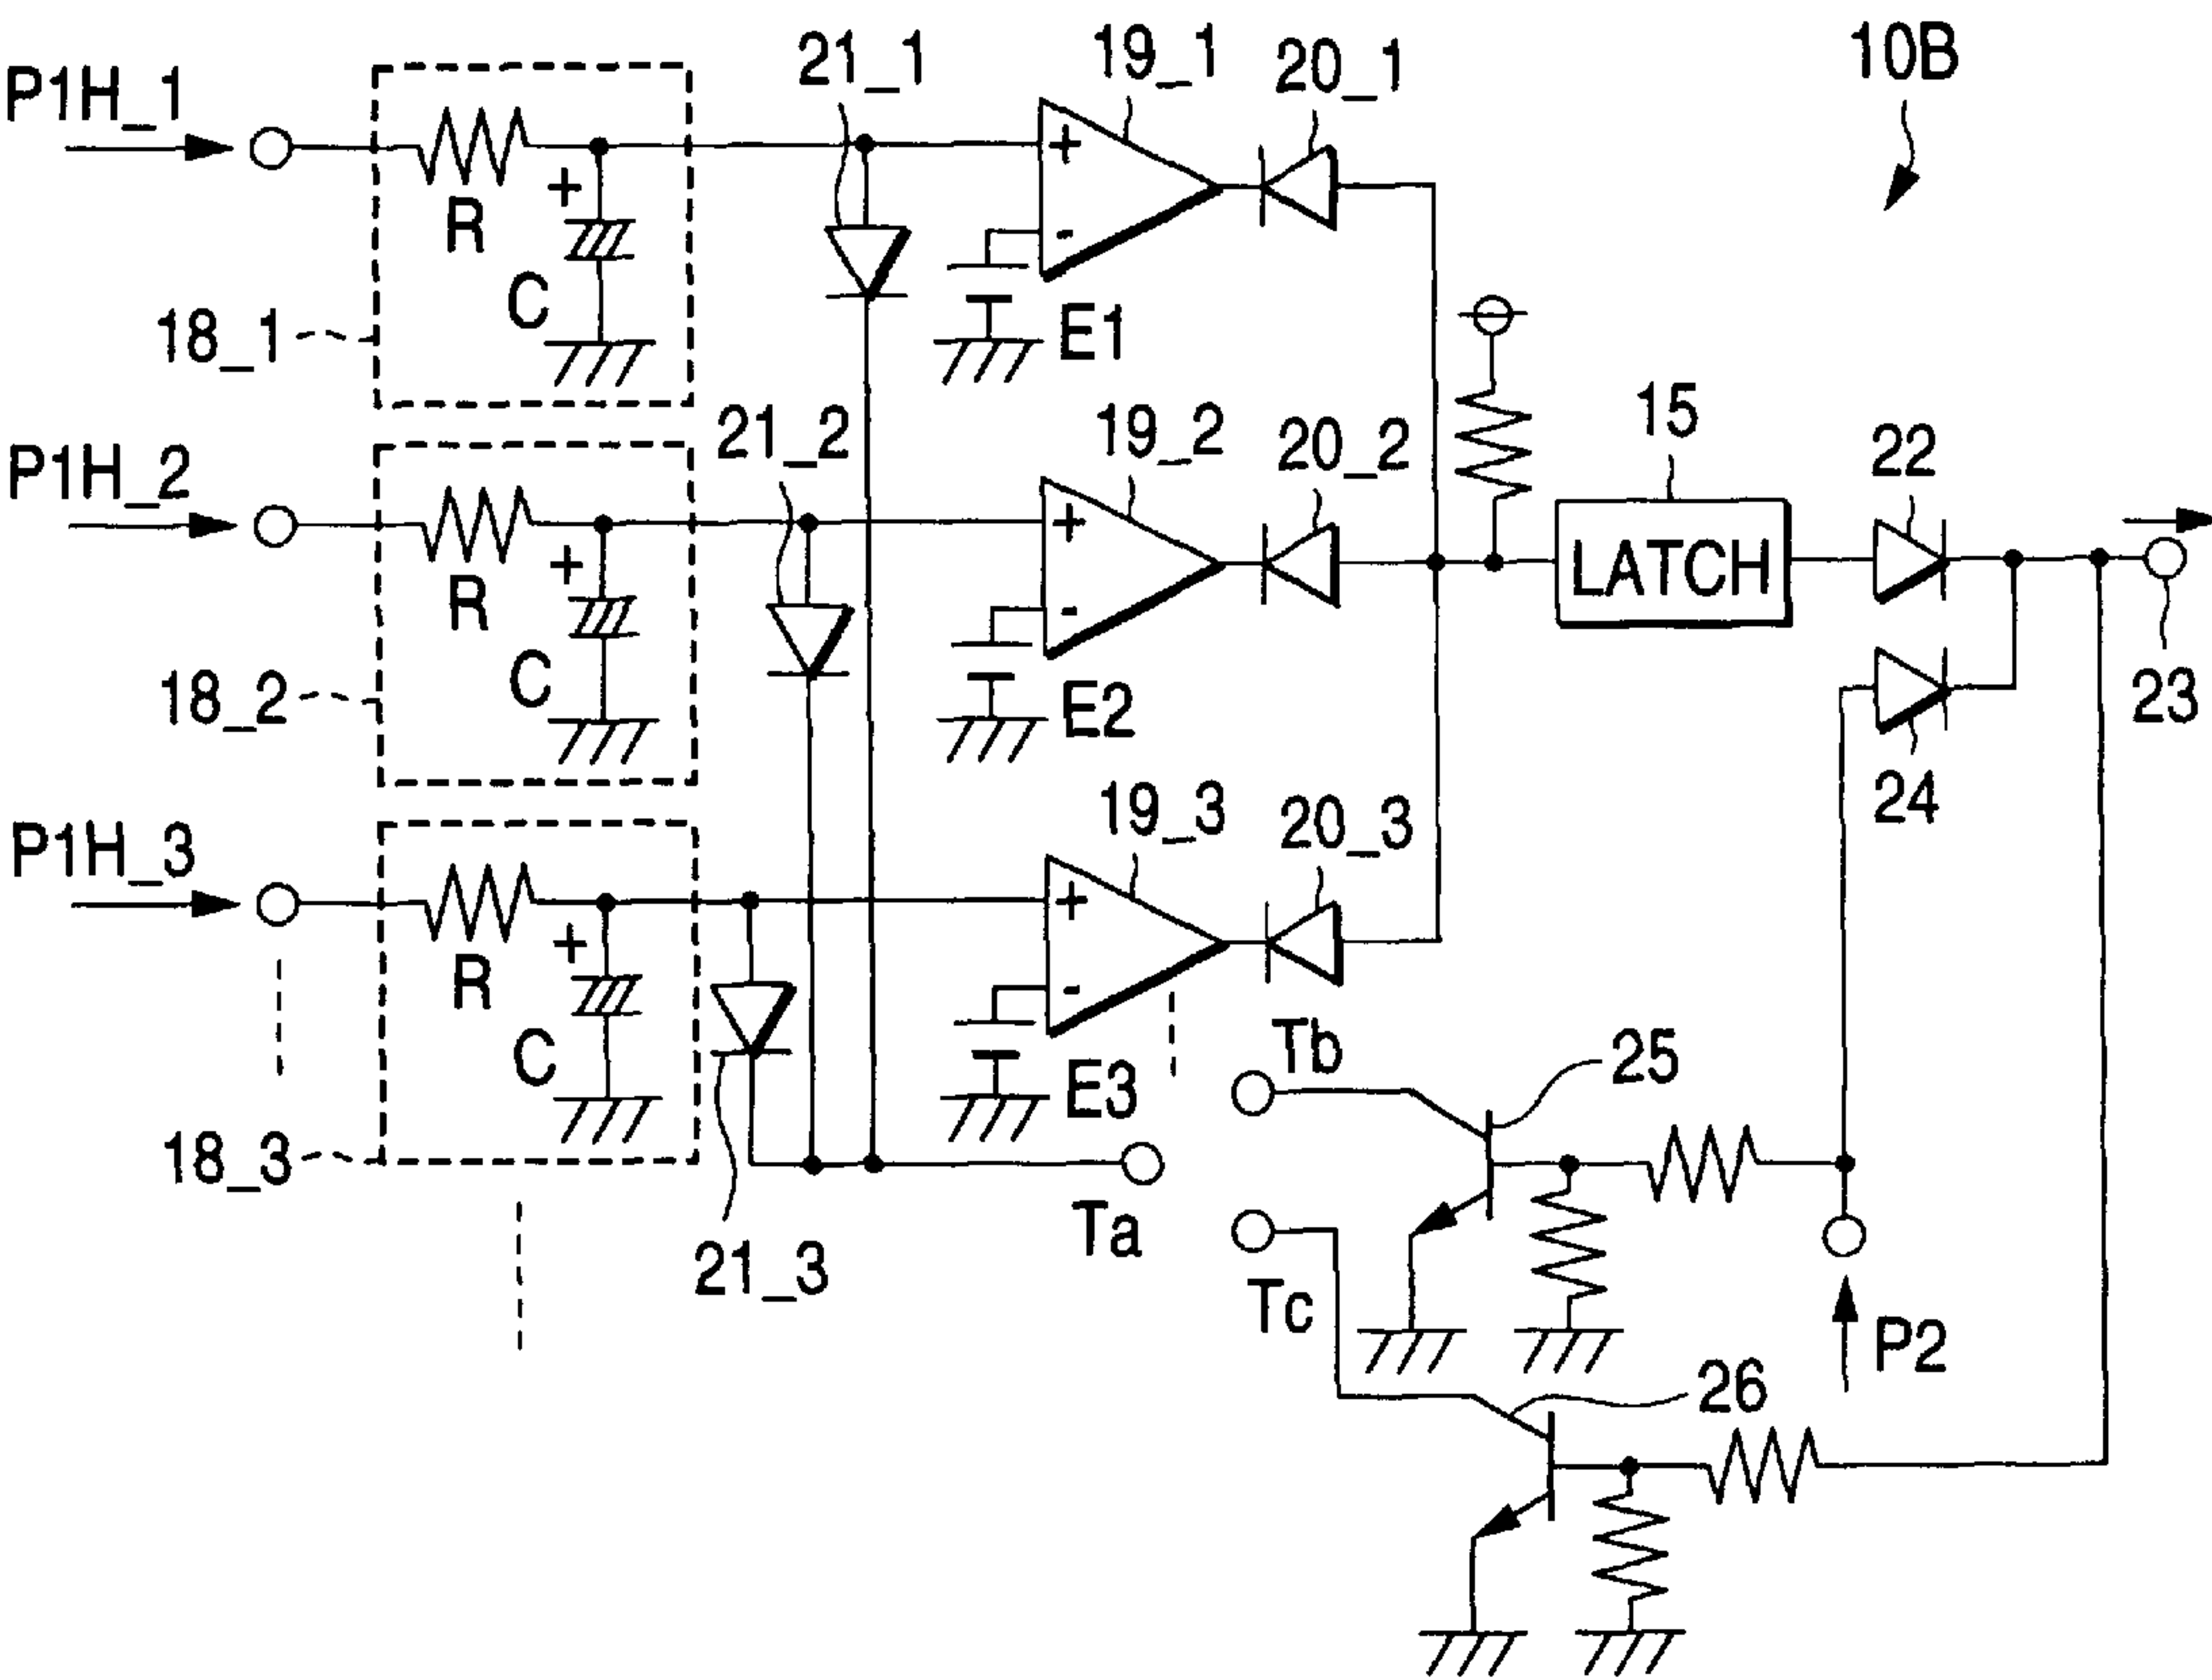 10B
P1H_1
21_1
19_1
20_1
+
+
R
-
C
18_1
E1
P1H_2
21_2
19_2
20_2
15
22
+
+
LATCH
R
-
C
18_2
E2
23
24
P1H_3
19_3
20_3
+
+
R
-
C
E3
Tb
25
18_3
Ta
21_3
Tc
P2
26